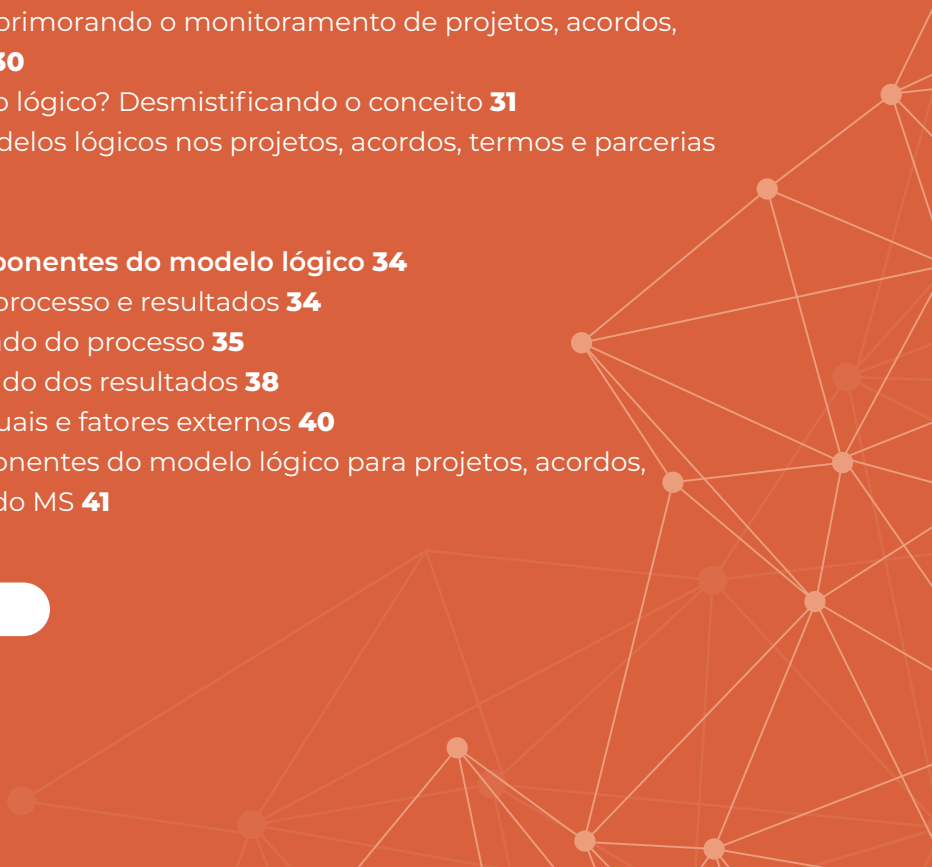 primorando o monitoramento de projetos, acordos,
30
o lógico? Desmistificando o conceito 31
delos lógicos nos projetos, acordos, termos e parcerias
ponentes do modelo lógico 34
processo e resultados 34
ado do processo 35
ado dos resultados 38
uais e fatores externos 40
onentes do modelo lógico para projetos, acordos,
do MS 41